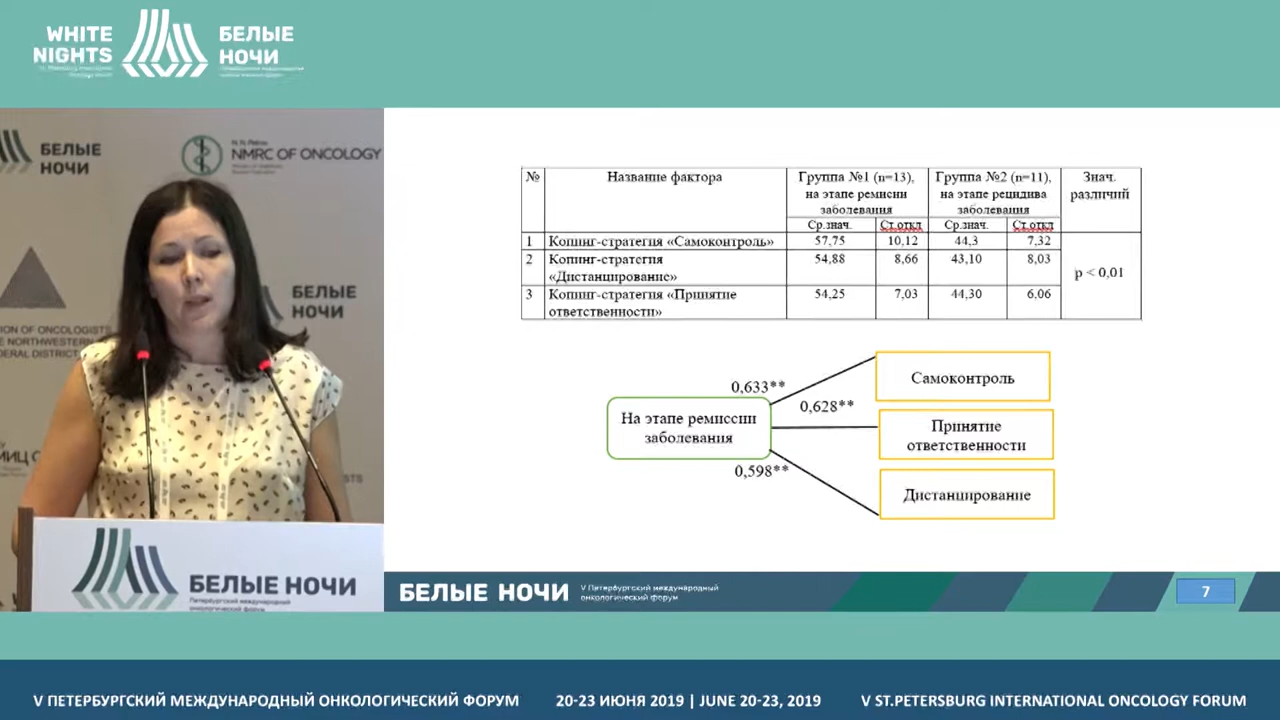 WHITE
NIGHTS
БЕЛЫЕ
НОЧИ
БЕЛЫЕ
НОЧИ
N.N. Petrov
NMRC OF ONCOLOGY
БЕЛЫЕ
НОЧИ
ON OF ONCOLOGISTS
E NORTHWESTERN
DERAL DISTRICT
БЕЛЫЕ НОЧИ
Петербургский международный
онкологический форум
№
Название фактора
Группа №1 (n=13),
на этапе ремисни
заболевания
Группа №2 (n=11),
на этапе рецидива
заболевания
Знач.
различий
Ср.знач.
Ст.откл
Ср.знач.
Ст.откл
1 Копинг-стратегия «Самоконтроль» 57,75 10,12 44,3 7,32
2 Копинг-стратегия 54,88 8,66 43,10 8,03
«Дистанцирование»
p < 0,01
3 Копинг-стратегия «Принятие 54,25 7,03 44,30 6,06
ответственности»
На этапе ремиссии
заболевания
0,633**
0,628**
0,598**
Самоконтроль
Принятие
ответственности
Дистанцирование
БЕЛЫЕ НОЧИ
V Петербургский международный
онкологический форум
7
V ПЕТЕРБУРГСКИЙ МЕЖДУНАРОДНЫЙ ОНКОЛОГИЧЕСКИЙ ФОРУМ
20-23 ИЮНЯ 2019 | JUNE 20-23, 2019
V ST.PETERSBURG INTERNATIONAL ONCOLOGY FORUM